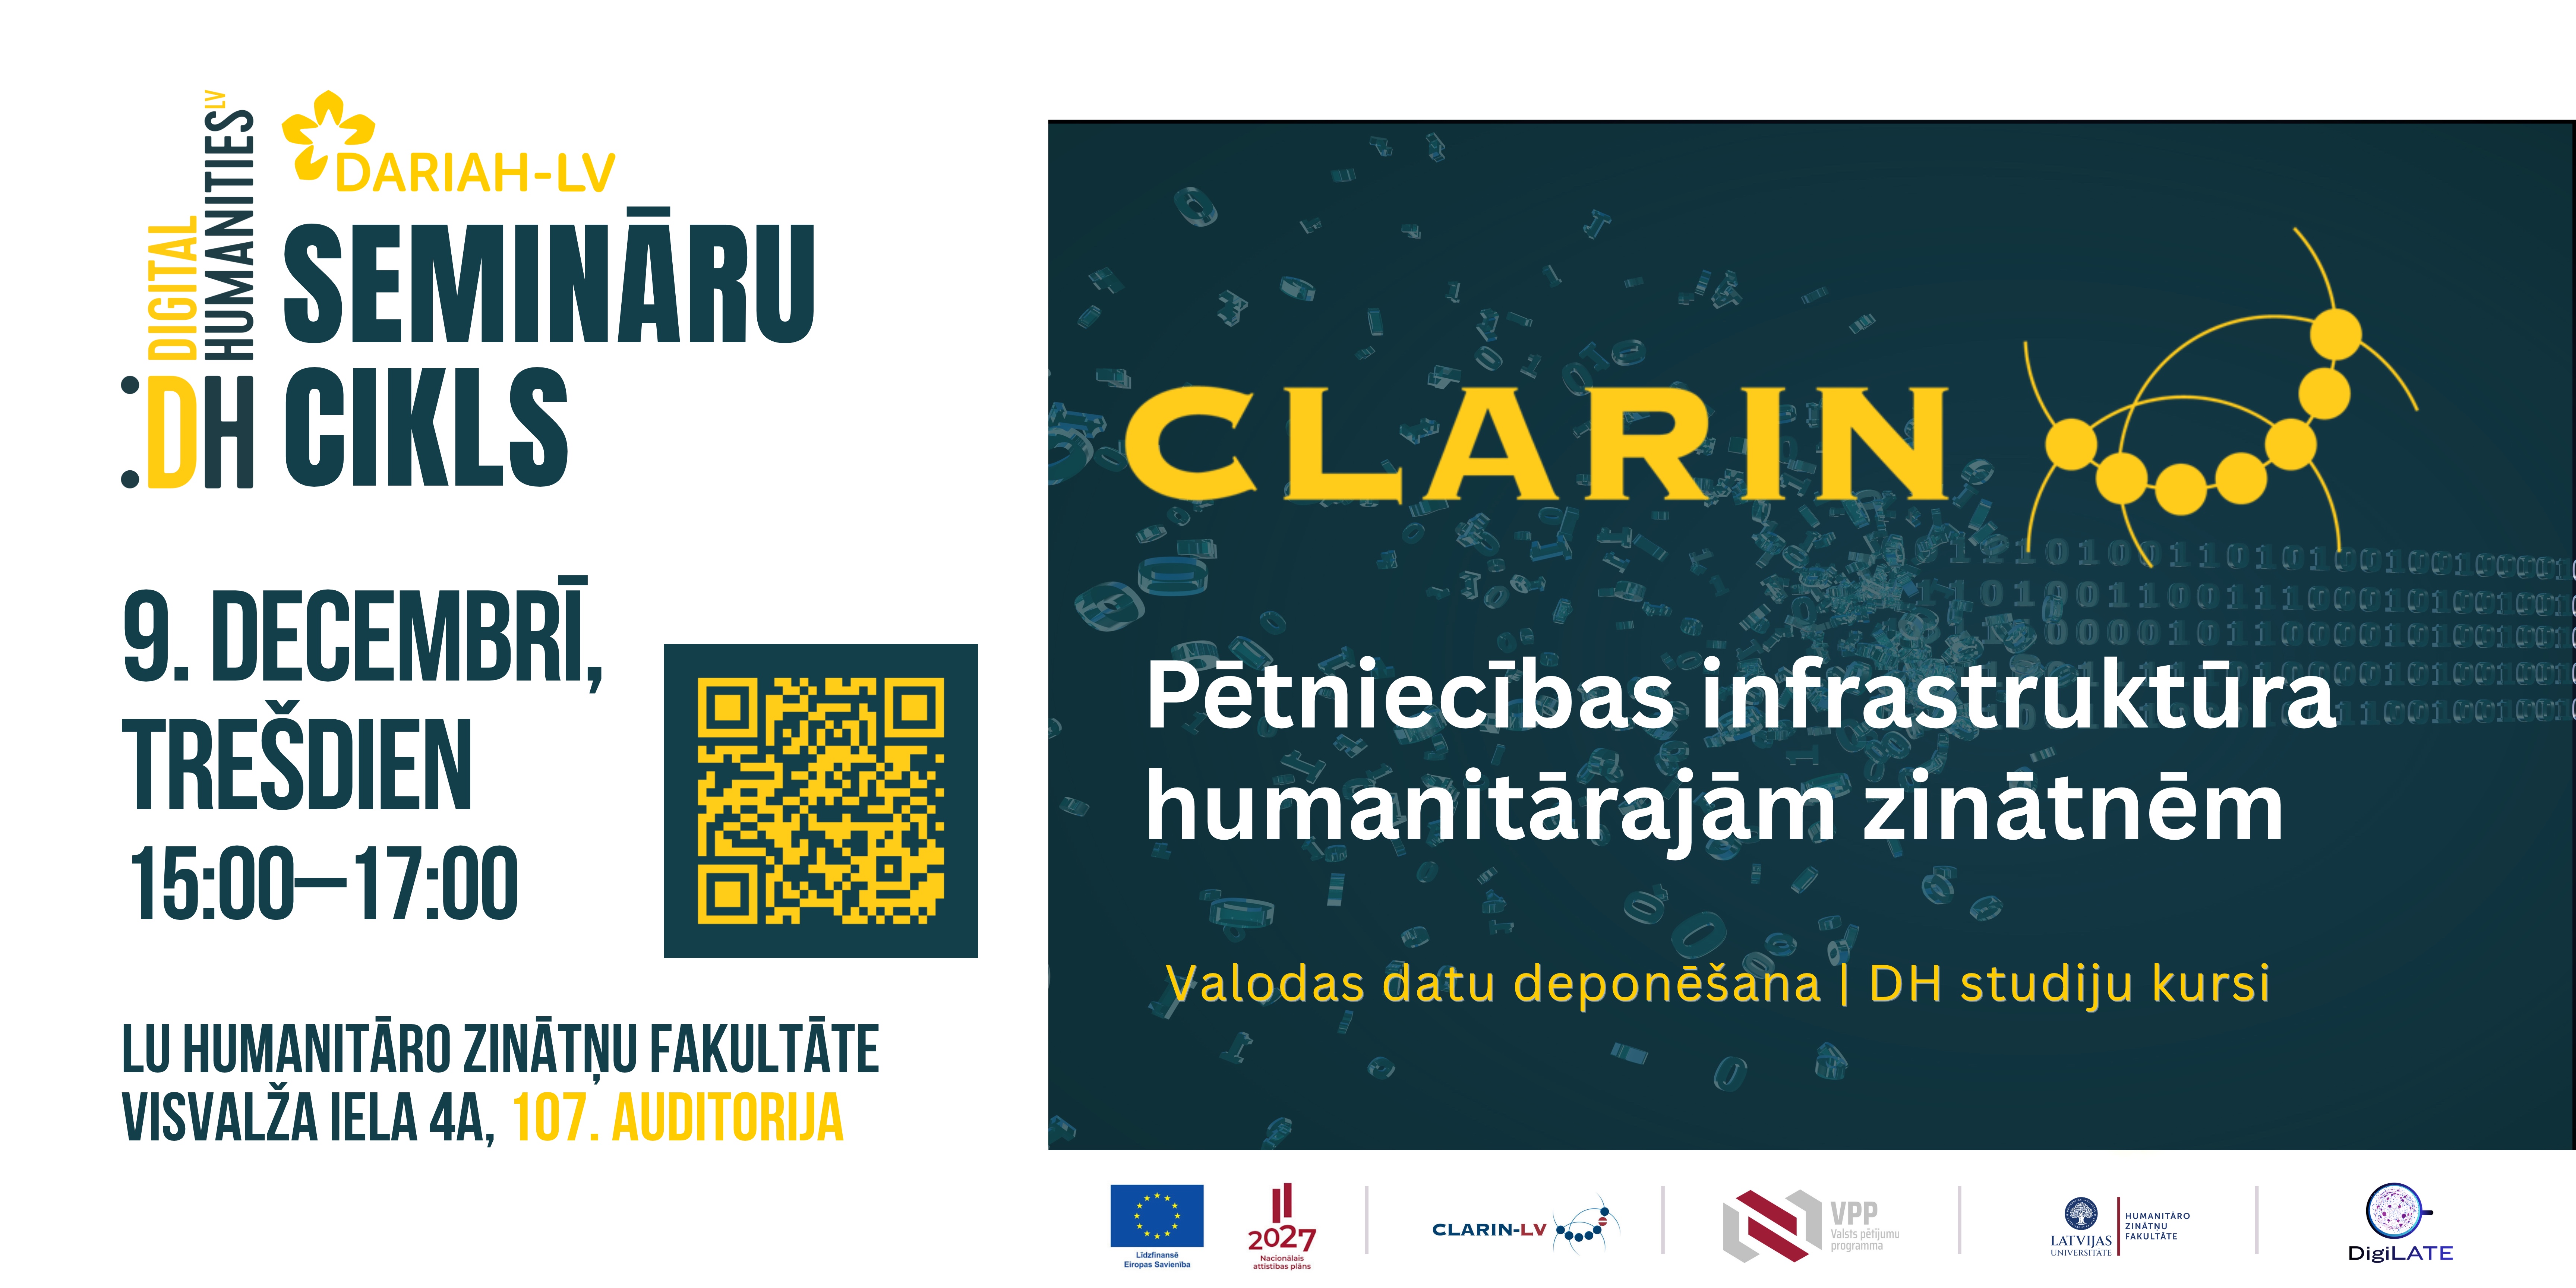 DIGITAL
HUMANITIES LV
:DH
DARIAH-LV
SEMINĀRU
CIKLS
9. DECEMBRĪ,
TREŠDIEN
15:00—17:00
LU HUMANITĀRO ZINĀTŅU FAKULTĀTE
VISVALŽA IELA 4A, 107. AUDITORIJA
CLARIN
Pētniecības infrastruktūra
humanitārajām zinātnēm
Valodas datu deponēšana | DH studiju kursi
Līdzfinansē
Eiropas Savienība
2027
Nacionālais
attīstības plāns
CLARIN-LV
VPP
Valsts pētījumu
programma
LATVIJAS
UNIVERSITĀTE
HUMANITĀRO
ZINĀTŅU
FAKULTĀTE
DigiLATE